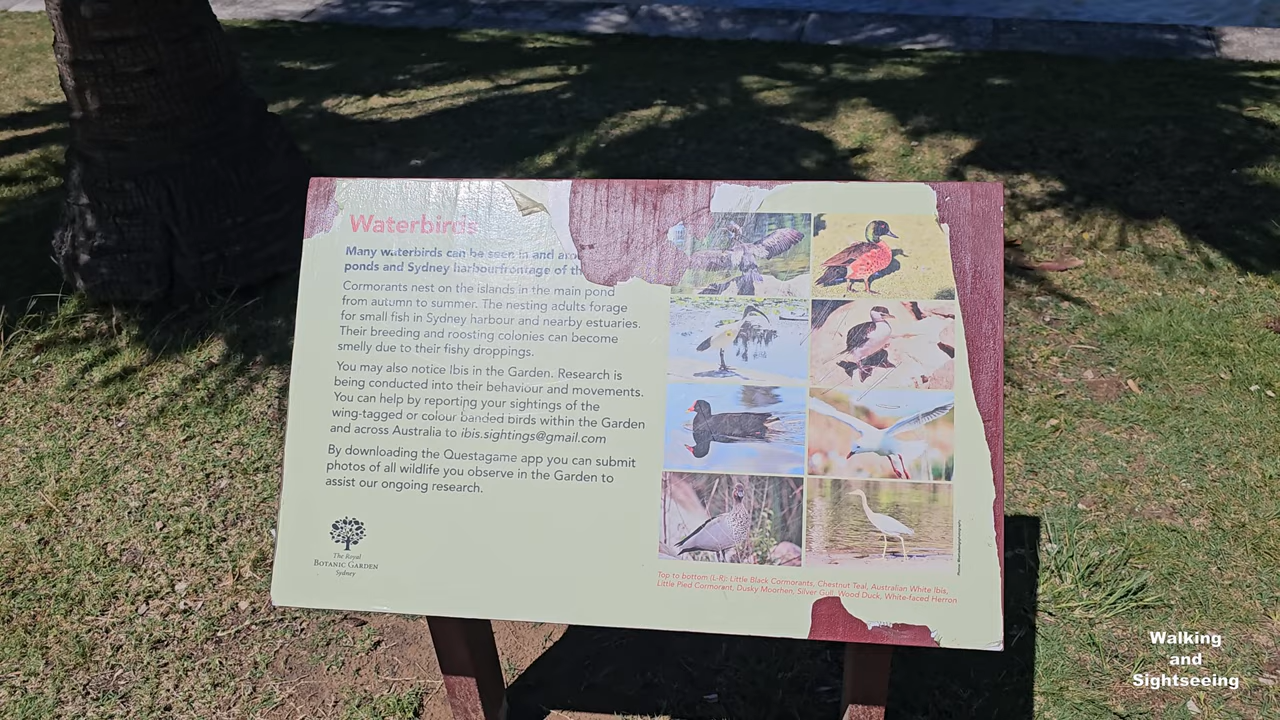 Waterbirds
Many waterbirds can be seen in and
ponds and Sydney harbourfrontage of
Cormorants nest on the islands in the main pond
from autumn to summer. The nesting adults forage
for small fish in Sydney harbour and nearby estuaries.
Their breeding and roosting colonies can become
smelly due to their fishy droppings.
You may also notice Ibis in the Garden. Research is
being conducted into their behaviour and movements.
You can help by reporting your sightings of the
wing-tagged or colour banded birds within the Garden
and across Australia to ibis.sightings@gmail.com
By downloading the Questagame app you can submit
photos of all wildlife you observe in the Garden to
assist our ongoing research.
The Royal
BOTANIC GARDEN
Sydney
Top to bottom (L-R): Little Black Cormorants, Chestnut Teal, Australian White Ibis,
Little Pied Cormorant, Dusky Moorhen, Silver Gull, Wood Duck, White-faced Herron
Walking
and
Sightseeing